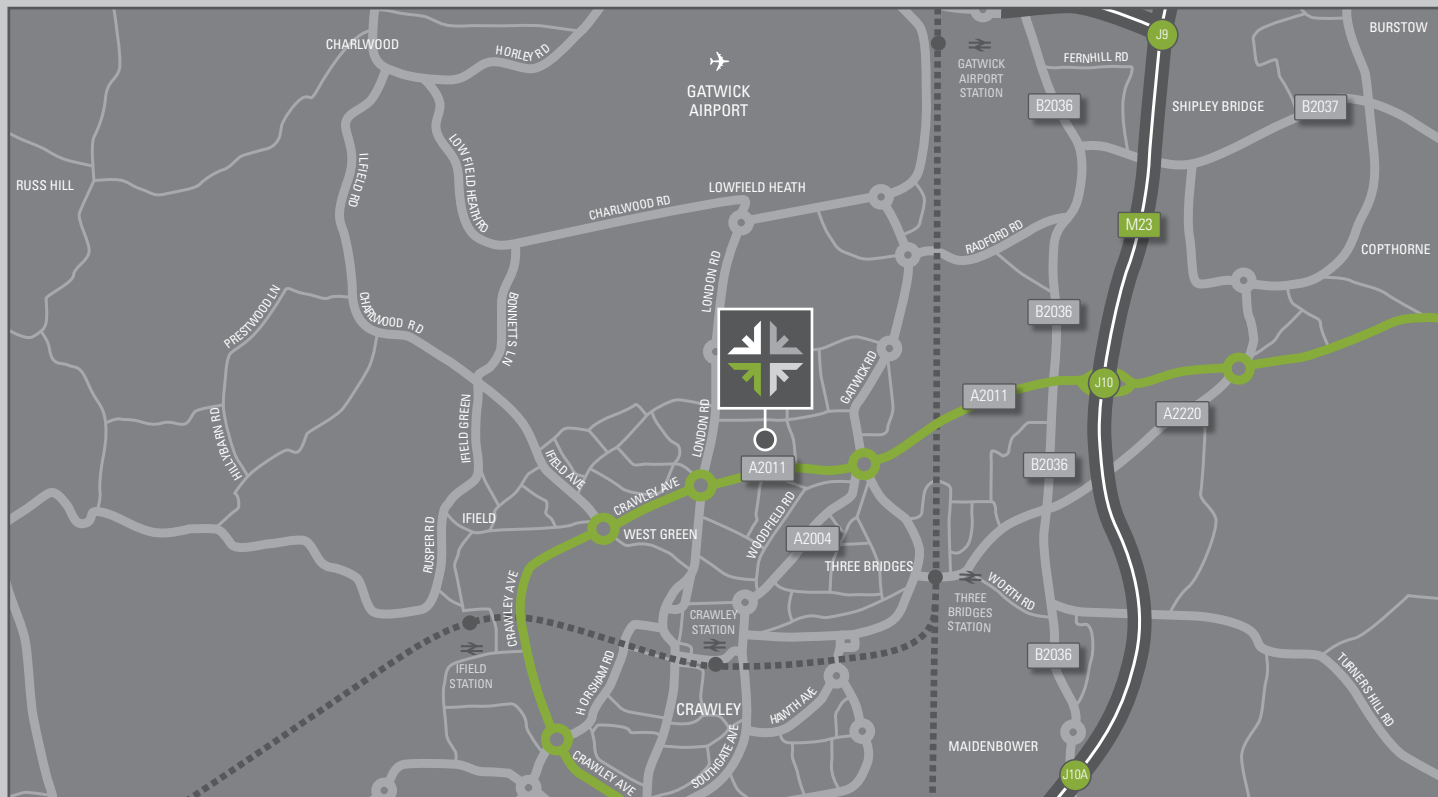 CHARLWOOD
HORLEY RD
GATWICK
AIRPORT
GATWICK
AIRPORT
STATION
J9
FERNHILL RD
BURSTOW
B2036
SHIPLEY BRIDGE
B2037
RUSS HILL
ILFIELD RD
LOW FIELD HEATH RD
CHARLWOOD RD
LOWFIELD HEATH
RADFORD RD
M23
COPTHORNE
PRESTWOOD LN
CHARLWOOD RD
BONNETTS LN
LONDON RD
B2036
GATWICK RD
J10
A2011
A2220
HILLYBARN RD
IFIELD GREEN
IFIELD AVE
LONDON RD
A2011
B2036
CRAWLEY AVE
WOODFIELD RD
IFIELD
WEST GREEN
A2004
RUSPER RD
THREE BRIDGES
CRAWLEY AVE
CRAWLEY
STATION
THREE
BRIDGES
STATION
WORTH RD
IFIELD
STATION
B2036
HORSHAM RD
CRAWLEY
HAWTH AVE
TURNERS HILL RD
MAIDENBOWER
CRAWLEY AVE
SOUTHGATE AVE
J10A